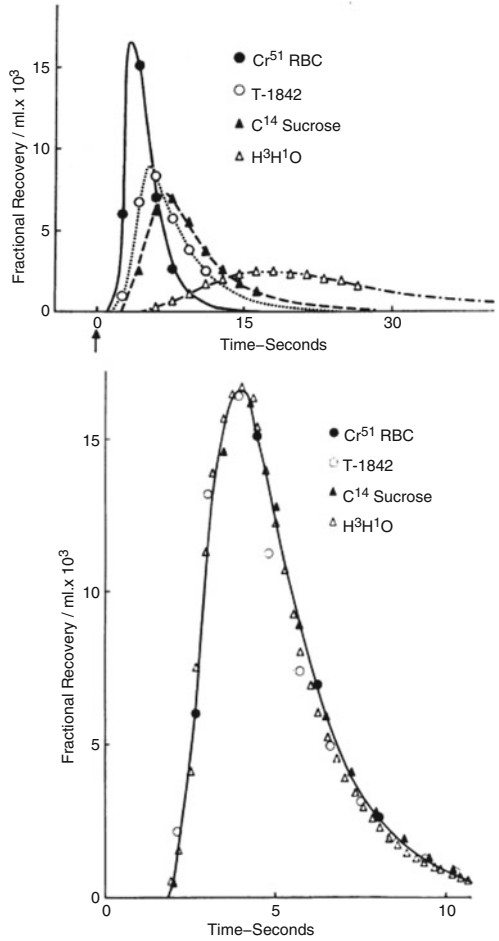 Fractional Recovery / ml.x 10³
15
10
5
0
Cr⁵¹ RBC
T-1842
C¹⁴ Sucrose
H³H¹O
0
15
30
Time–Seconds
Fractional Recovery / ml.x 10³
15
10
5
0
Cr⁵¹ RBC
T-1842
C¹⁴ Sucrose
H³H¹O
0
5
10
Time–Seconds